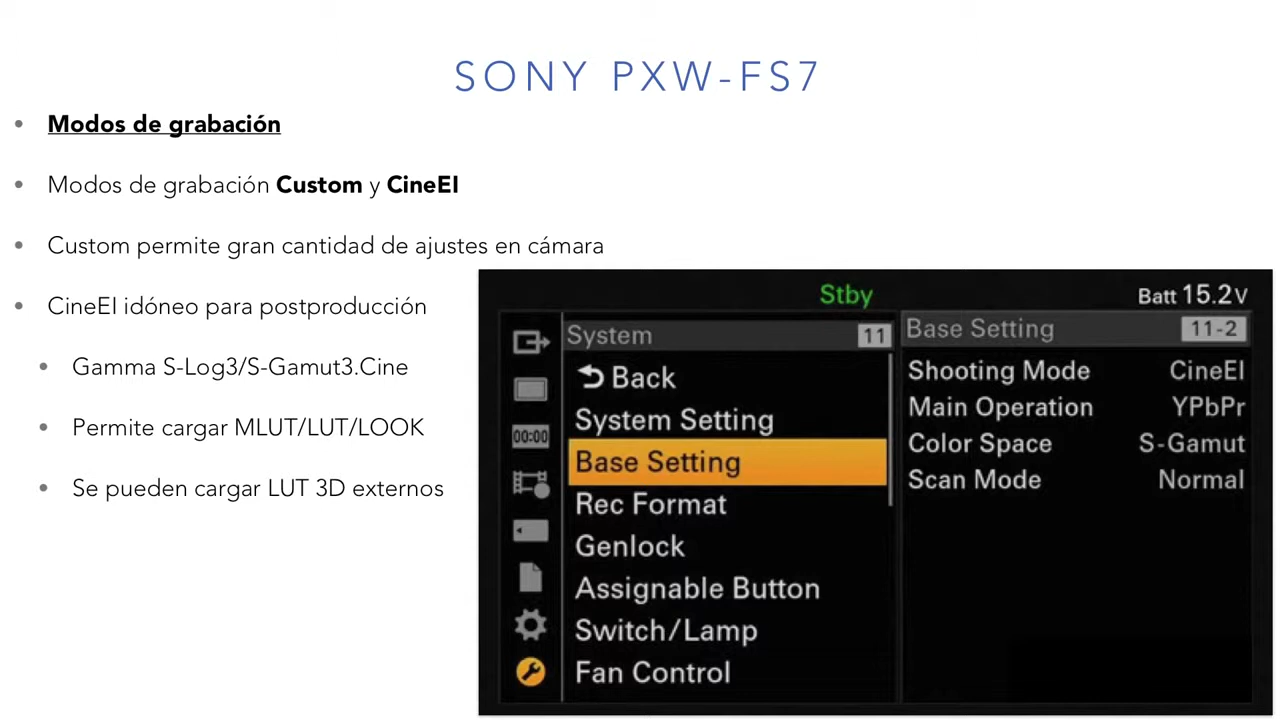 SONY PXW-FS7
Modos de grabación
Modos de grabación Custom y CineEI
Custom permite gran cantidad de ajustes en cámara
CineEI idóneo para postproducción
Gamma S-Log3/S-Gamut3.Cine
Permite cargar MLUT/LUT/LOOK
Se pueden cargar LUT 3D externos
Stby
Batt 15.2V
System 11
Back
System Setting
Base Setting
Rec Format
Genlock
Assignable Button
Switch/Lamp
Fan Control
00:00
Base Setting 11-2
Shooting Mode CineEI
Main Operation YPbPr
Color Space S-Gamut
Scan Mode Normal